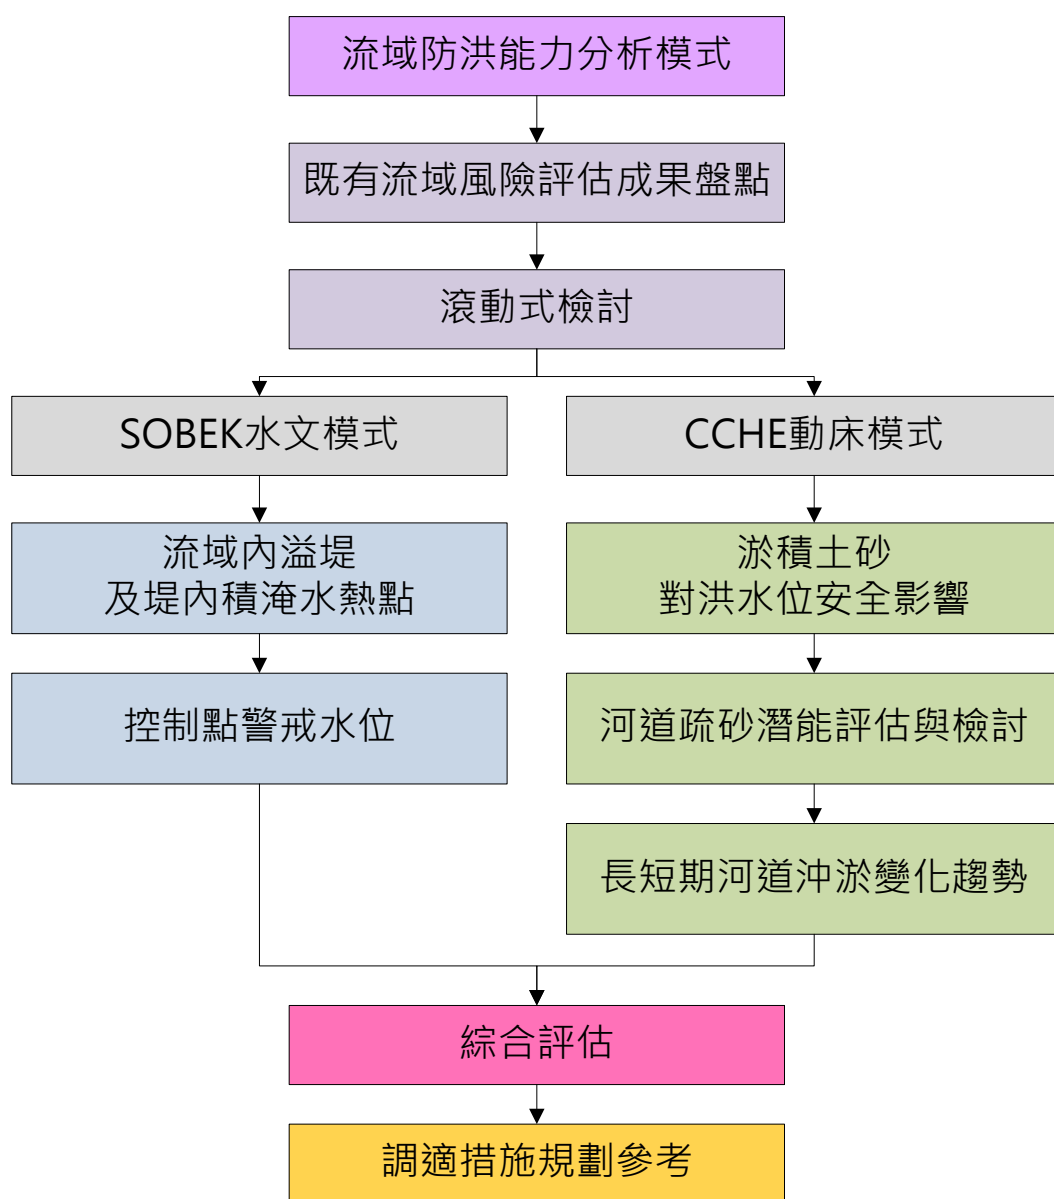 流域防洪能力分析模式
既有流域風險評估成果盤點
滾動式檢討
SOBEK水文模式
流域內溢堤
及堤內積淹水熱點
控制點警戒水位
CCHE動床模式
淤積土砂
對洪水位安全影響
河道疏砂潛能評估與檢討
長短期河道沖淤變化趨勢
綜合評估
調適措施規劃參考